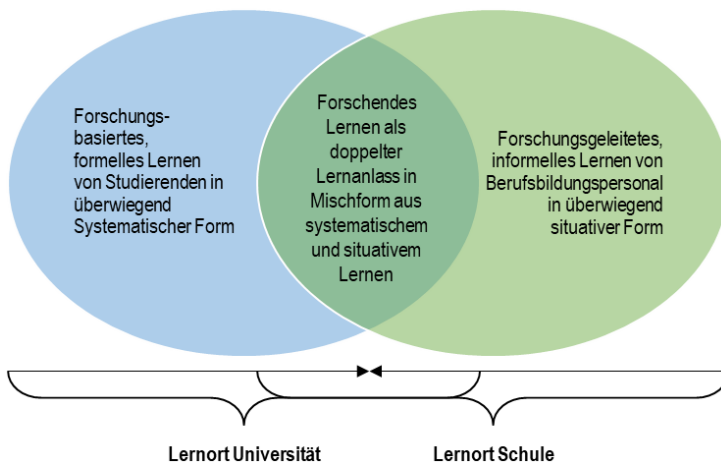 Forschungs-
basiertes,
formelles Lernen
von Studierenden in
überwiegend
Systematischer Form
Forschendes
Lernen als
doppelter
Lernanlass in
Mischform aus
systematischem
und situativem
Lernen
Forschungsgeleitetes,
informelles Lernen von
Berufsbildungspersonal
in überwiegend
situativer Form
Lernort Universität
Lernort Schule